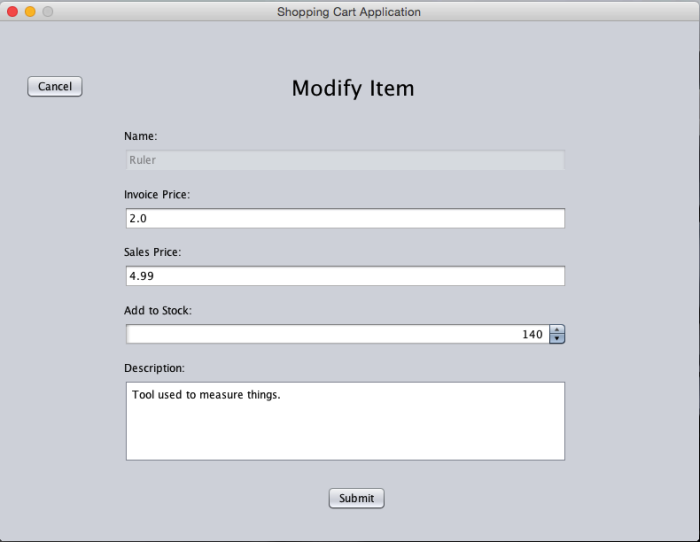 Shopping Cart Application
Cancel
Modify Item
Name:
Ruler
Invoice Price:
2.0
Sales Price:
4.99
Add to Stock:
140
Description:
Tool used to measure things.
Submit